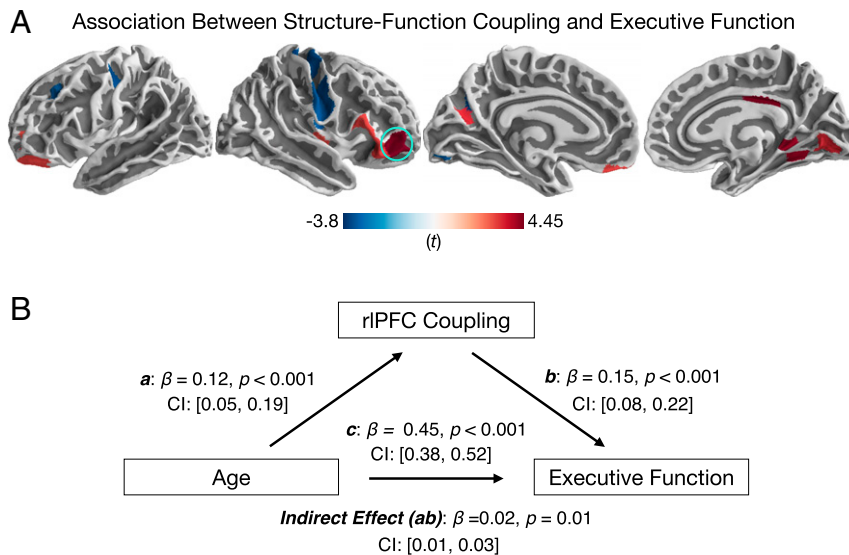 A
Association Between Structure-Function Coupling and Executive Function
-3.8
4.45
(t)
B
rlPFC Coupling
a: β = 0.12, p < 0.001
CI: [0.05, 0.19]
b: β = 0.15, p < 0.001
CI: [0.08, 0.22]
c: β = 0.45, p < 0.001
CI: [0.38, 0.52]
Age
Executive Function
Indirect Effect (ab): β =0.02, p = 0.01
CI: [0.01, 0.03]